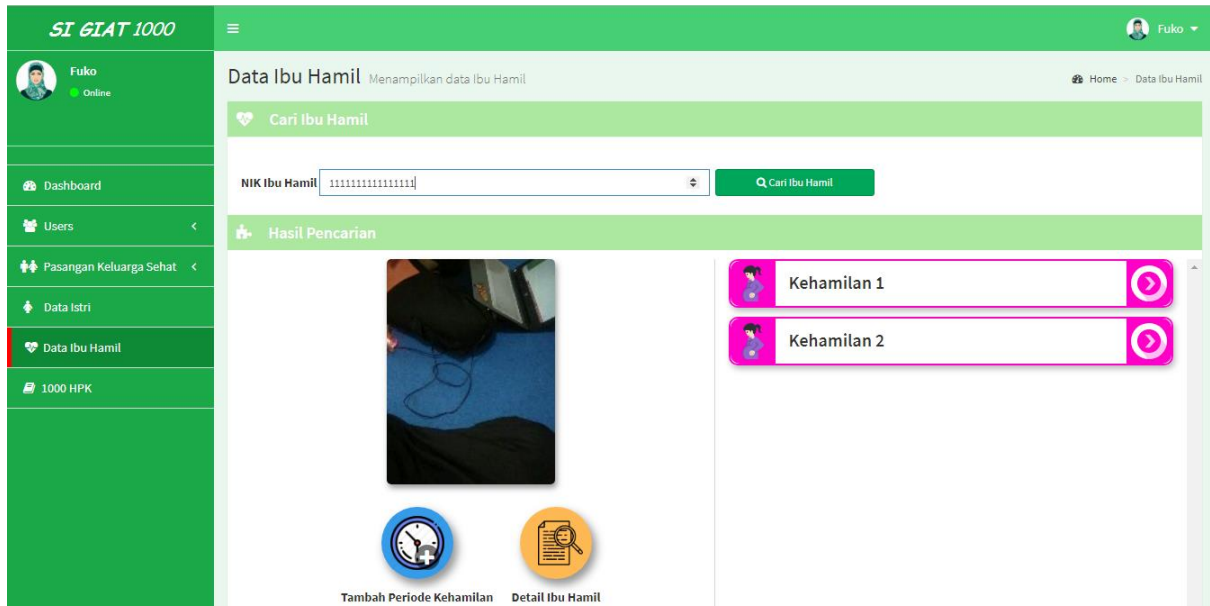 SI GIAT 1000
Fuko
Fuko
Online
Data Ibu Hamil Menampilkan data Ibu Hamil
Home > Data Ibu Hamil
Cari Ibu Hamil
NIK Ibu Hamil 1111111111111111 Cari Ibu Hamil
Hasil Pencarian
Dashboard
Users
Pasangan Keluarga Sehat
Data Istri
Data Ibu Hamil
1000 HPK
Kehamilan 1
Kehamilan 2
Tambah Periode Kehamilan Detail Ibu Hamil